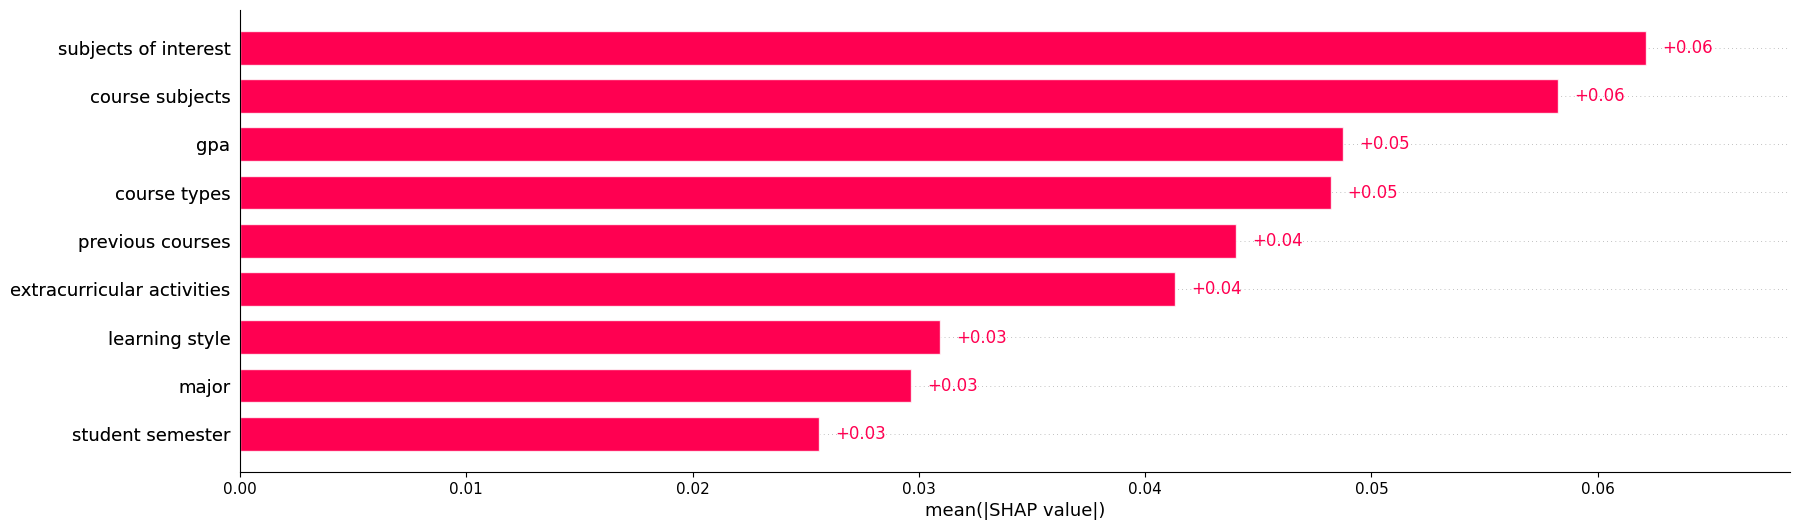 subjects of interest +0.06
course subjects +0.06
gpa +0.05
course types +0.05
previous courses +0.04
extracurricular activities +0.04
learning style +0.03
major +0.03
student semester +0.03
0.00 0.01 0.02 0.03 0.04 0.05 0.06
mean(|SHAP value|)